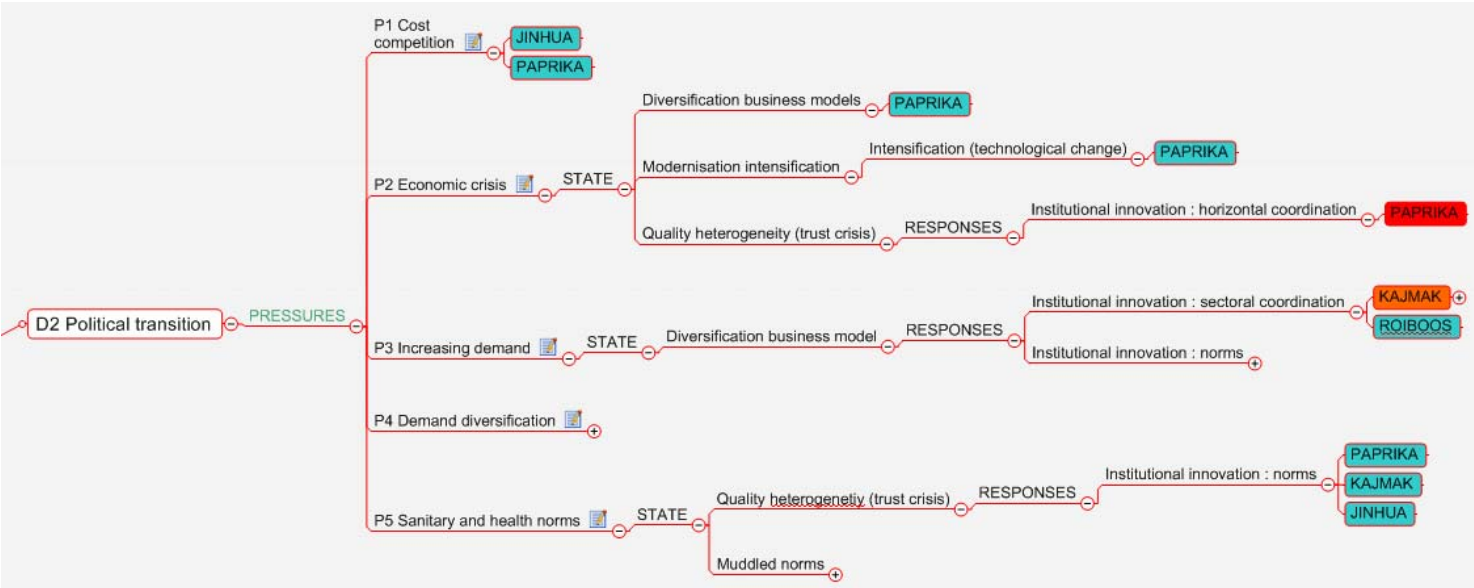 D2 Political transition
PRESSURES
P1 Cost
competition
JINHUA
PAPRIKA
P2 Economic crisis
STATE
Diversification business models
PAPRIKA
Modernisation intensification
Intensification (technological change)
PAPRIKA
Quality heterogeneity (trust crisis)
RESPONSES
Institutional innovation : horizontal coordination
PAPRIKA
P3 Increasing demand
STATE
Diversification business model
RESPONSES
Institutional innovation : sectoral coordination
KAJMAK
ROIBOOS
Institutional innovation : norms
P4 Demand diversification
P5 Sanitary and health norms
STATE
Quality heterogenetiy (trust crisis)
RESPONSES
Institutional innovation : norms
PAPRIKA
KAJMAK
JINHUA
Muddled norms